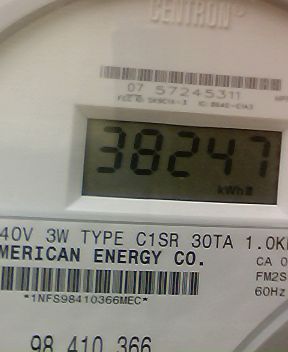 CENTRON®
07 57245311
38247
kWh
40V 3W TYPE C1SR 30TA 1.0K
MERICAN ENERGY CO.
CA 0
FM2S
*1NFS98410366MEC*
60Hz
98 410 366